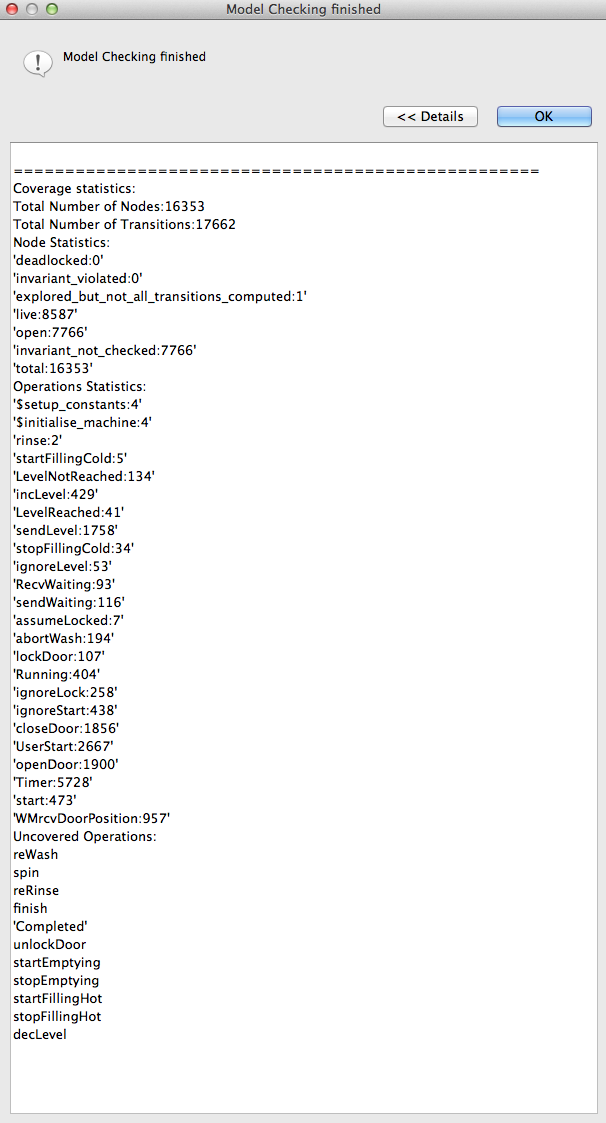 Model Checking finished
Model Checking finished
<< Details
OK
===================================================
Coverage statistics:
Total Number of Nodes:16353
Total Number of Transitions:17662
Node Statistics:
'deadlocked:0'
'invariant_violated:0'
'explored_but_not_all_transitions_computed:1'
'live:8587'
'open:7766'
'invariant_not_checked:7766'
'total:16353'
Operations Statistics:
'$setup_constants:4'
'$initialise_machine:4'
'rinse:2'
'startFillingCold:5'
'LevelNotReached:134'
'incLevel:429'
'LevelReached:41'
'sendLevel:1758'
'stopFillingCold:34'
'ignoreLevel:53'
'RecvWaiting:93'
'sendWaiting:116'
'assumeLocked:7'
'abortWash:194'
'lockDoor:107'
'Running:404'
'ignoreLock:258'
'ignoreStart:438'
'closeDoor:1856'
'UserStart:2667'
'openDoor:1900'
'Timer:5728'
'start:473'
'WMrcvDoorPosition:957'
Uncovered Operations:
reWash
spin
reRinse
finish
'Completed'
unlockDoor
startEmptying
stopEmptying
startFillingHot
stopFillingHot
decLevel